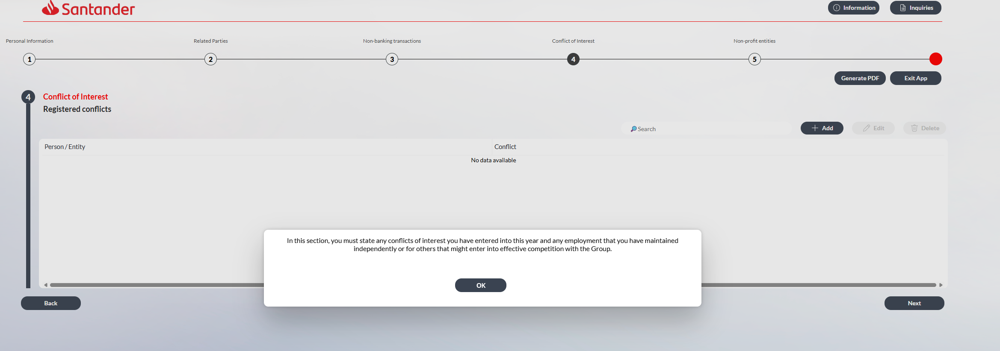 Santander
Information
Inquiries
Personal Information
Related Parties
Non-banking transactions
Conflict of Interest
Non-profit entities
1
2
3
4
5
Generate PDF
Exit App
4
Conflict of Interest
Registered conflicts
Search
Add
Edit
Delete
Person / Entity
Conflict
No data available
In this section, you must state any conflicts of interest you have entered into this year and any employment that you have maintained
independently or for others that might enter into effective competition with the Group.
OK
Back
Next